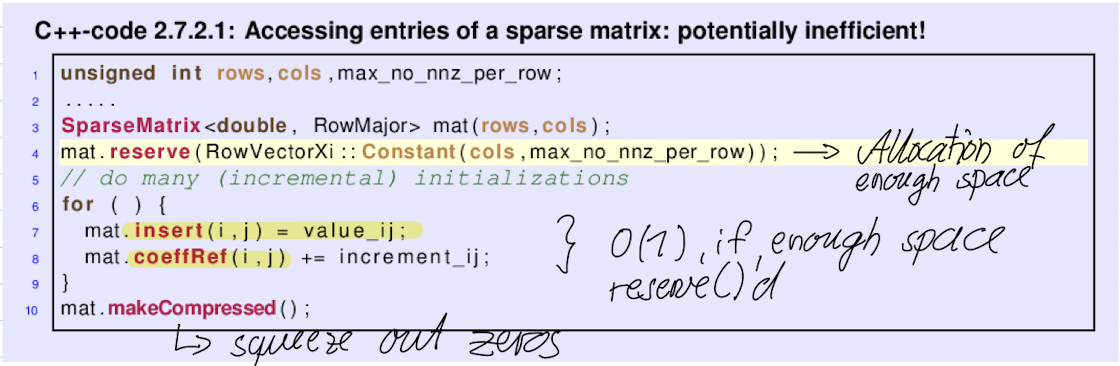 C++-code 2.7.2.1: Accessing entries of a sparse matrix: potentially inefficient!
1 unsigned int rows,cols,max_no_nnz_per_row;
2 .....
3 SparseMatrix<double, RowMajor> mat(rows,cols);
4 mat.reserve(RowVectorXi::Constant(cols,max_no_nnz_per_row)); → Allocation of
enough space
5 // do many (incremental) initializations
6 for ( ) {
7 mat.insert(i,j) = value_ij;
8 mat.coeffRef(i,j) += increment_ij;
} O(1), if enough space
reserve()'d
9 }
10 mat.makeCompressed();
↳ squeeze out zeros